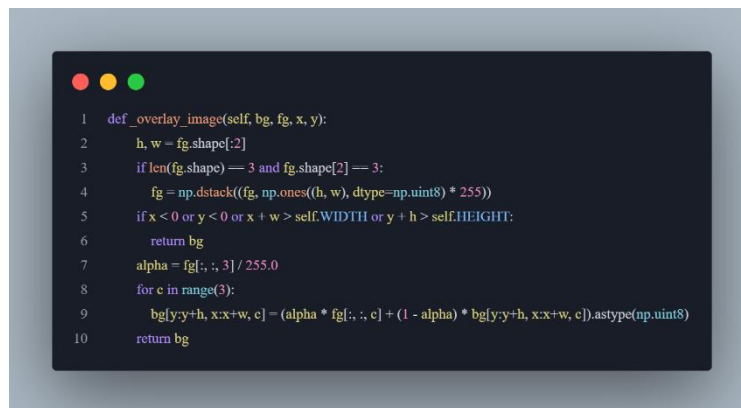 1 def _overlay_image(self, bg, fg, x, y):
2 h, w = fg.shape[:2]
3 if len(fg.shape) == 3 and fg.shape[2] == 3:
4 fg = np.dstack((fg, np.ones((h, w), dtype=np.uint8) * 255))
5 if x < 0 or y < 0 or x + w > self.WIDTH or y + h > self.HEIGHT:
6 return bg
7 alpha = fg[:, :, 3] / 255.0
8 for c in range(3):
9 bg[y:y+h, x:x+w, c] = (alpha * fg[:, :, c] + (1 - alpha) * bg[y:y+h, x:x+w, c]).astype(np.uint8)
10 return bg